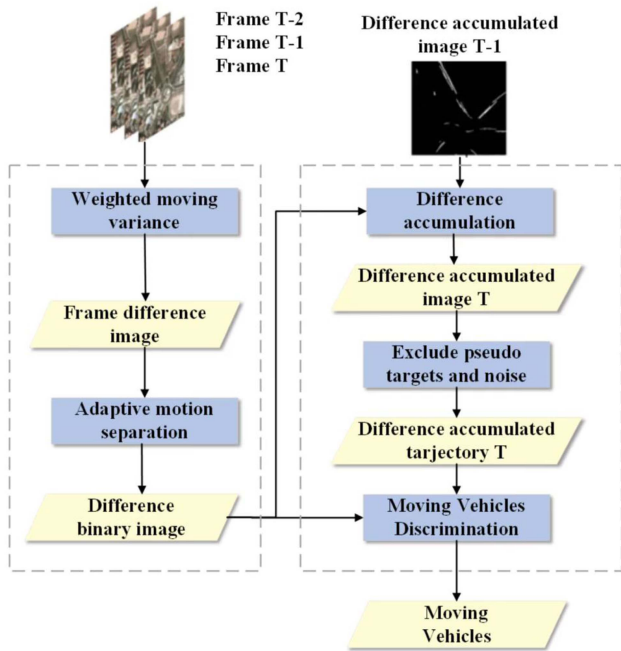 Frame T-2
Frame T-1
Frame T
Difference accumulated
image T-1
Weighted moving
variance
Frame difference
image
Adaptive motion
separation
Difference
binary image
Difference
accumulation
Difference accumulated
image T
Exclude pseudo
targets and noise
Difference accumulated
tarjectory T
Moving Vehicles
Discrimination
Moving
Vehicles